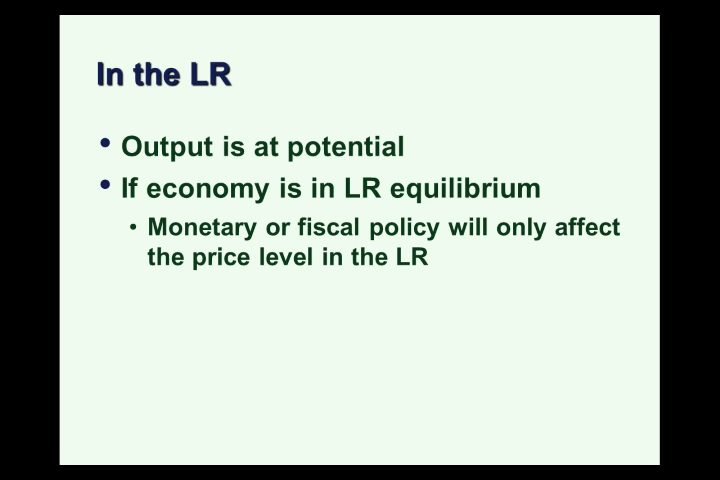 In the LR
• Output is at potential
• If economy is in LR equilibrium
• Monetary or fiscal policy will only affect
the price level in the LR